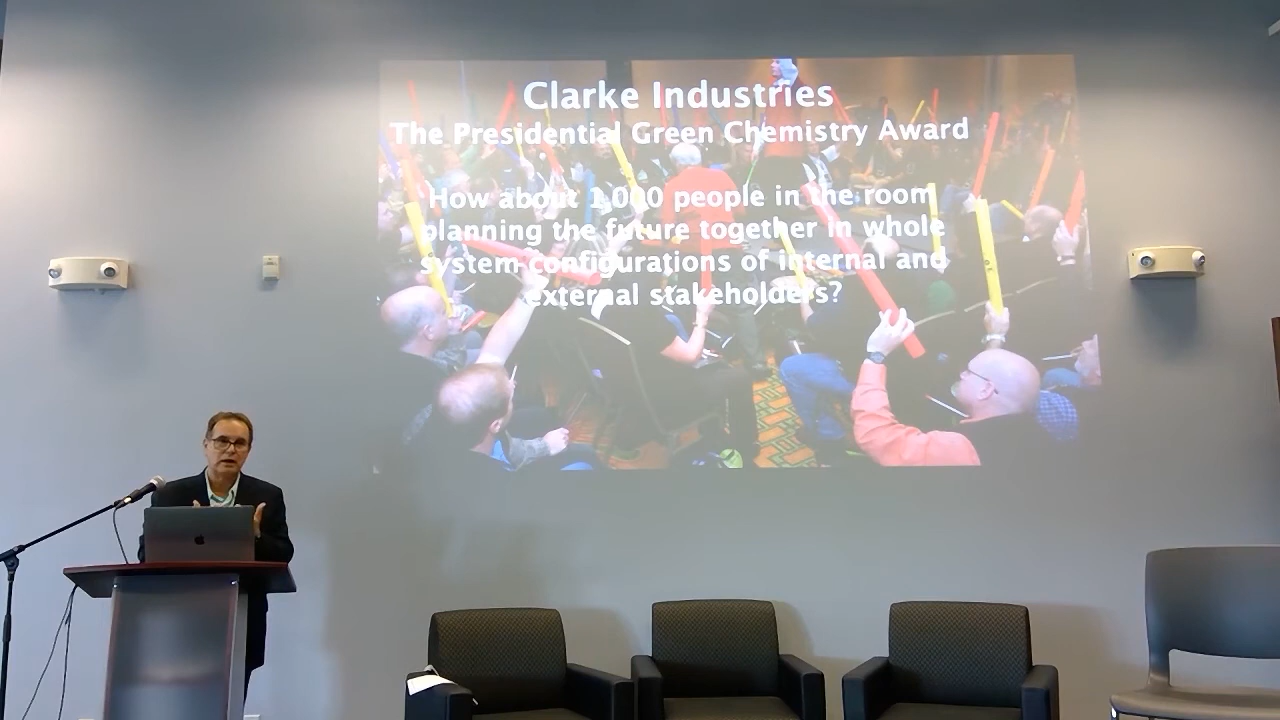 Clarke Industries
The Presidential Green Chemistry Award
How about 1,000 people in the room
planning the future together in whole
system configurations of internal and
external stakeholders?